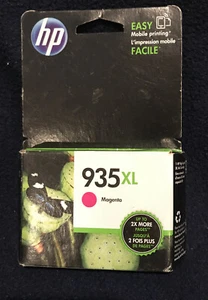 hp
EASY
Mobile printing*
L'impression mobile
FACILE*
935XL
Magenta
UP TO
2X MORE
PAGES**
JUSQU'À
2 FOIS PLUS
DE PAGES**